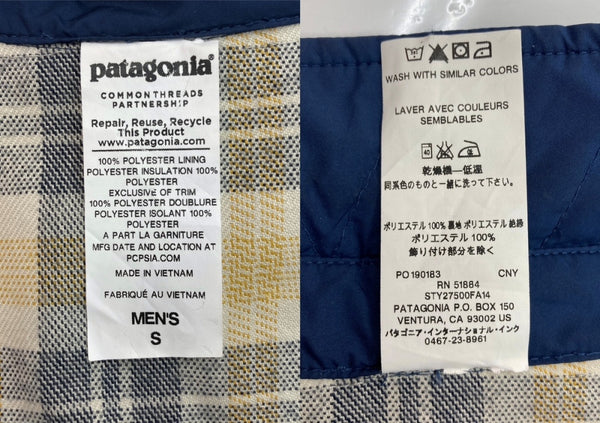 patagonia®
COMMONTHREADS
PARTNERSHIP
Repair, Reuse, Recycle
This Product
www.patagonia.com
100% POLYESTER LINING
POLYESTER INSULATION 100%
POLYESTER
EXCLUSIVE OF TRIM
100% POLYESTER DOUBLURE
POLYESTER ISOLANT 100%
POLYESTER
A PART LA GARNITURE
MFG DATE AND LOCATION AT
PCPSIA.COM
MADE IN VIETNAM
FABRIQUÉ AU VIETNAM
MEN'S
S
WASH WITH SIMILAR COLORS
LAVER AVEC COULEURS
SEMBLABLES
40
乾燥機—低温
同系色のものと一緒に洗って下さい。
ポリエステル 100% 裏地 ポリエステル 絶縁
ポリエステル 100%
飾り付け部分を除く
PO190183 CNY
RN 51884
STY27500FA14
PATAGONIA P.O. BOX 150
VENTURA, CA 93002 US
パタゴニア・インターナショナル・インク
0467-23-8961